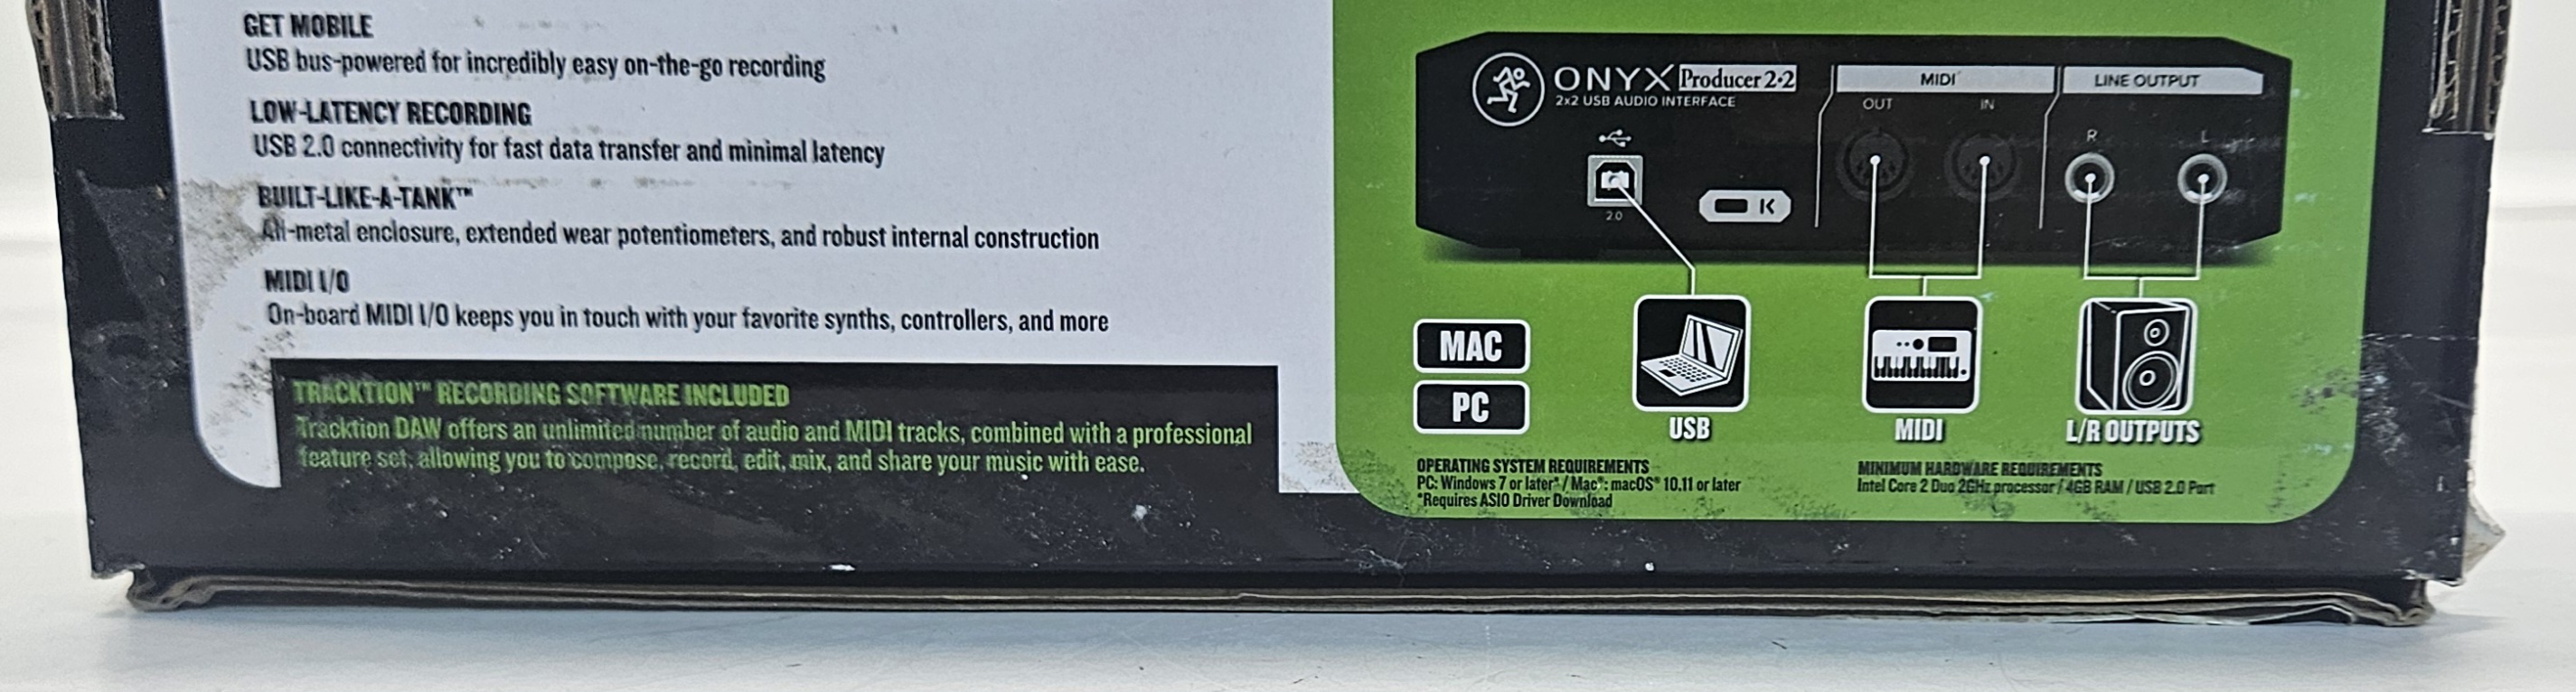 GET MOBILE
USB bus-powered for incredibly easy on-the-go recording
LOW-LATENCY RECORDING
USB 2.0 connectivity for fast data transfer and minimal latency
BUILT-LIKE-A-TANK™
All-metal enclosure, extended wear potentiometers, and robust internal construction
MIDI I/O
On-board MIDI I/O keeps you in touch with your favorite synths, controllers, and more
TRACKTION™ RECORDING SOFTWARE INCLUDED
Tracktion DAW offers an unlimited number of audio and MIDI tracks, combined with a professional
feature set, allowing you to compose, record, edit, mix, and share your music with ease.
ONYX Producer 2•2
2x2 USB AUDIO INTERFACE
2.0
K
MIDI
OUT IN
LINE OUTPUT
R L
MAC
PC
USB
MIDI
L/R OUTPUTS
OPERATING SYSTEM REQUIREMENTS
PC: Windows 7 or later* / Mac®: macOS® 10.11 or later
*Requires ASIO Driver Download
MINIMUM HARDWARE REQUIREMENTS
Intel Core 2 Duo 2GHz processor / 4GB RAM / USB 2.0 Port